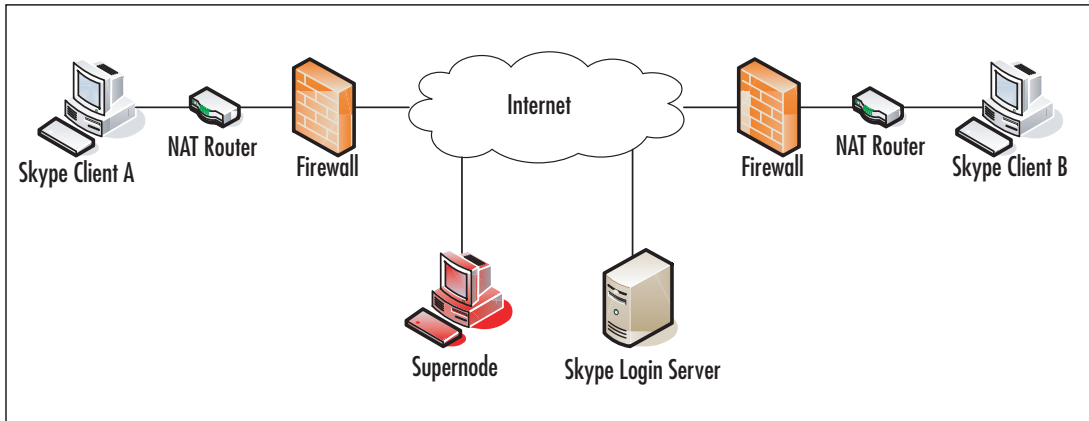 Internet
Skype Client A
NAT Router
Firewall
Firewall
NAT Router
Skype Client B
Supernode
Skype Login Server